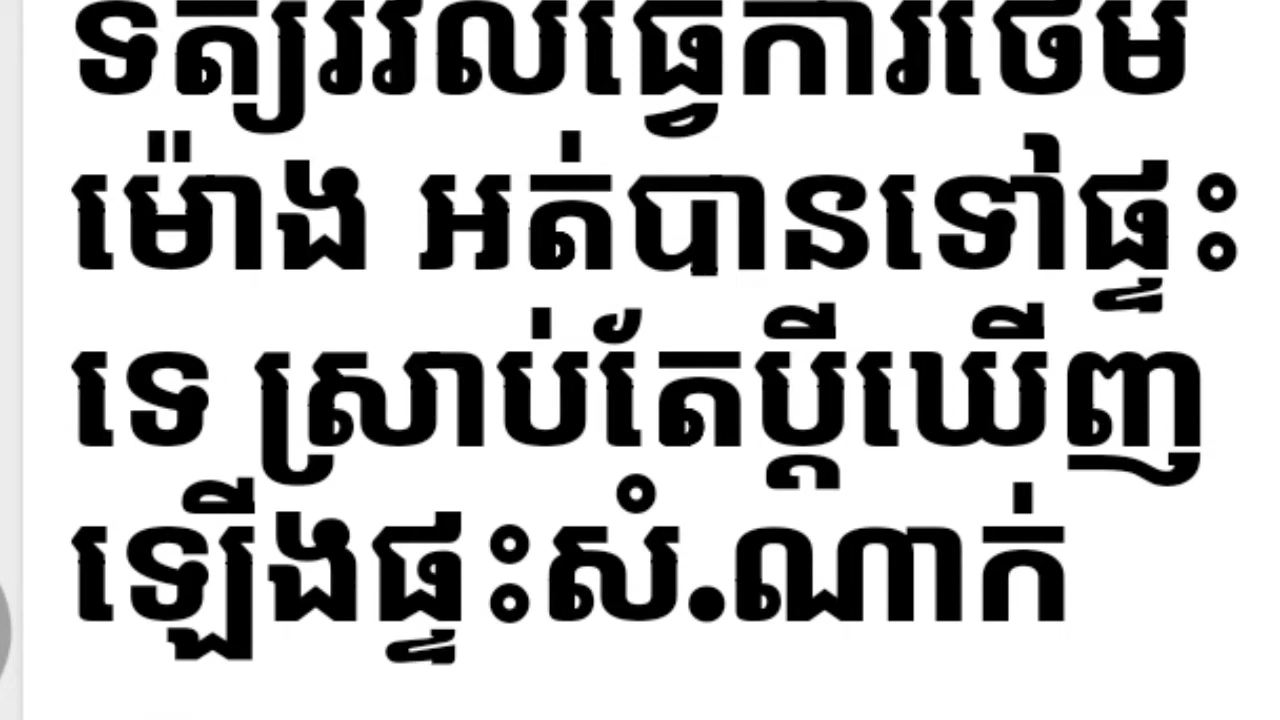 ទិត្យរវល់ធ្វើការថែម
ម៉ោង អត់បានទៅផ្ទះ
ទេ ស្រាប់តែប្តីឃើញ
ឡើងផ្ទះសំ.ណាក់